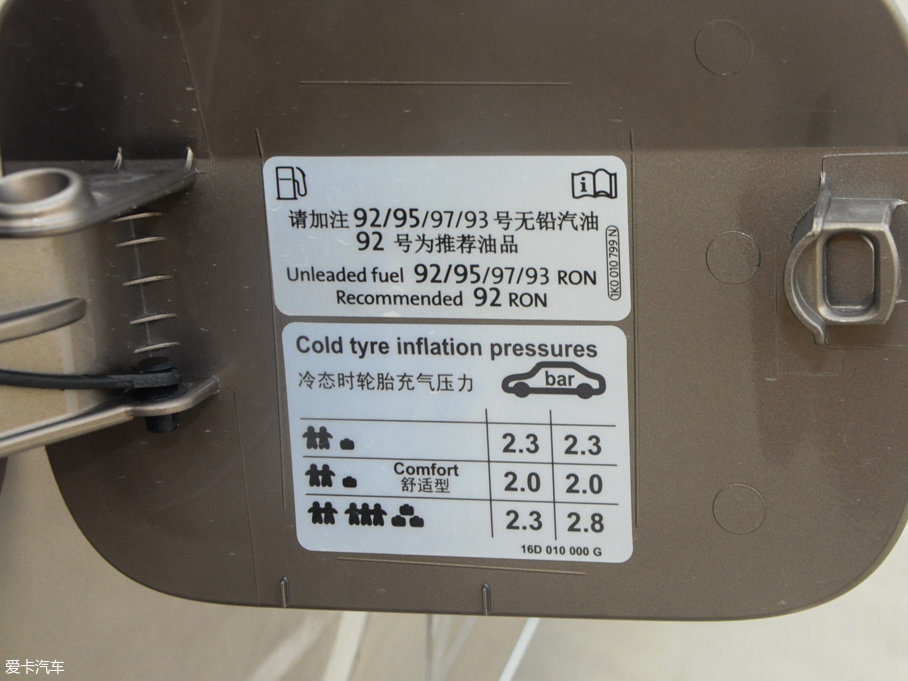 请加注 92/95/97/93 号无铅汽油
92 号为推荐油品
Unleaded fuel 92/95/97/93 RON
Recommended 92 RON
1K0 010 799 N
Cold tyre inflation pressures
冷态时轮胎充气压力
bar
2.3 2.3
Comfort
舒适型
2.0 2.0
2.3 2.8
16D 010 000 G
爱卡汽车